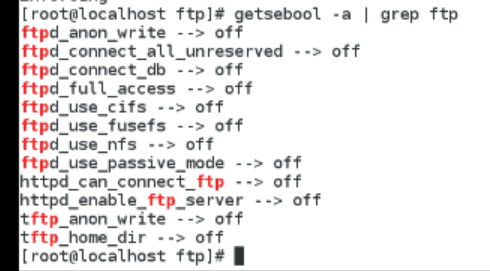 [root@localhost ftp]# getsebool -a | grep ftp
ftpd_anon_write --> off
ftpd_connect_all_unreserved --> off
ftpd_connect_db --> off
ftpd_full_access --> off
ftpd_use_cifs --> off
ftpd_use_fusefs --> off
ftpd_use_nfs --> off
ftpd_use_passive_mode --> off
httpd_can_connect_ftp --> off
httpd_enable_ftp_server --> off
tftp_anon_write --> off
tftp_home_dir --> off
[root@localhost ftp]#